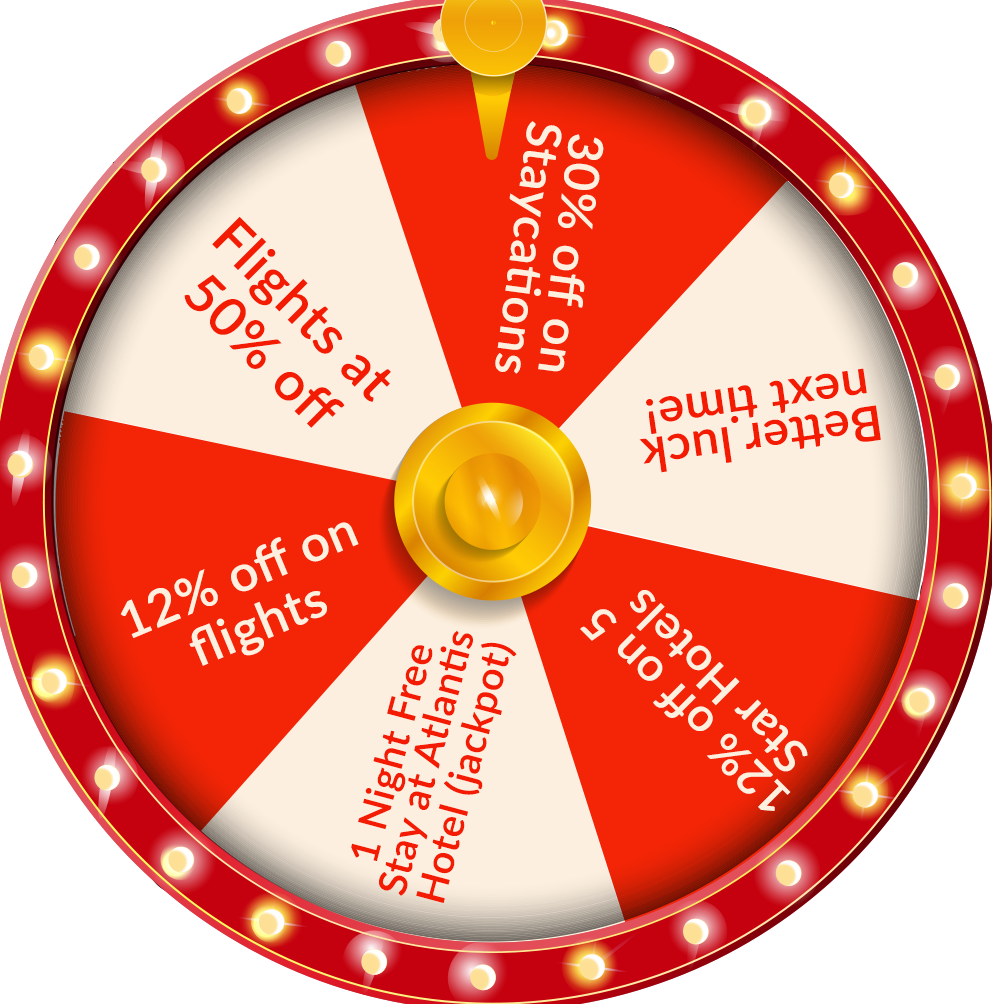 30% off on
Staycations
Better luck
next time!
12% off on 5
Star Hotels
1 Night Free
Stay at Atlantis
Hotel (jackpot)
12% off on
flights
Flights at
50% off